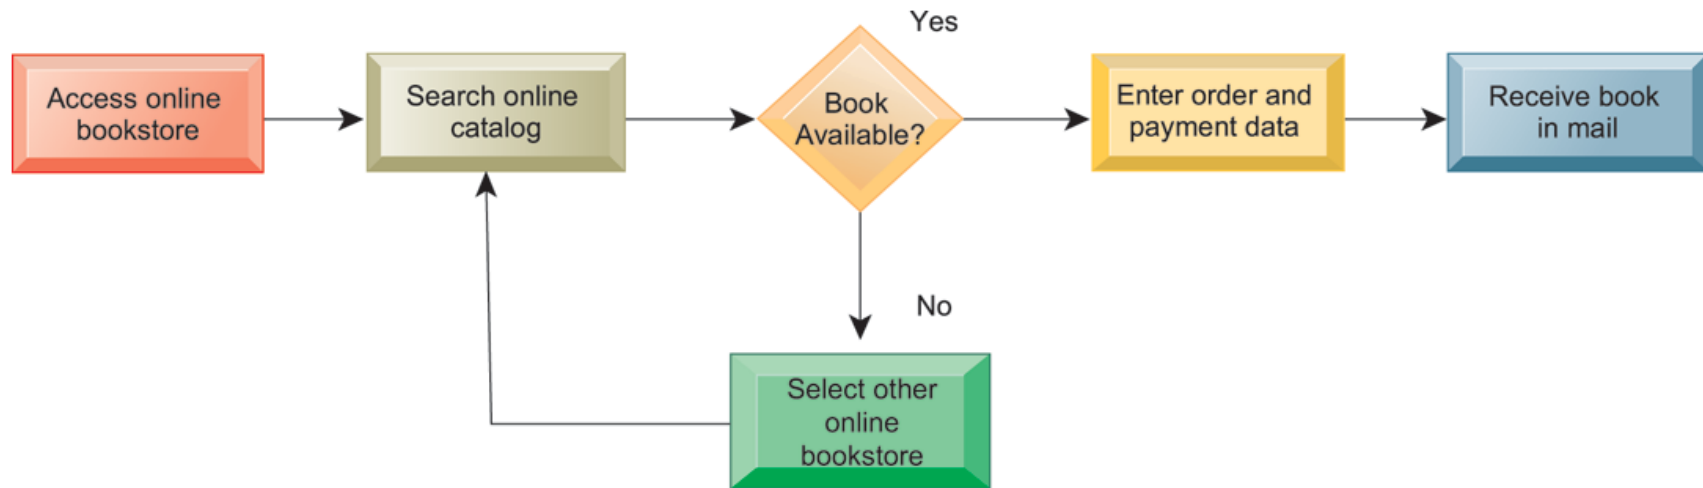 Yes
Access online
bookstore
Search online
catalog
Book
Available?
Enter order and
payment data
Receive book
in mail
No
Select other
online
bookstore